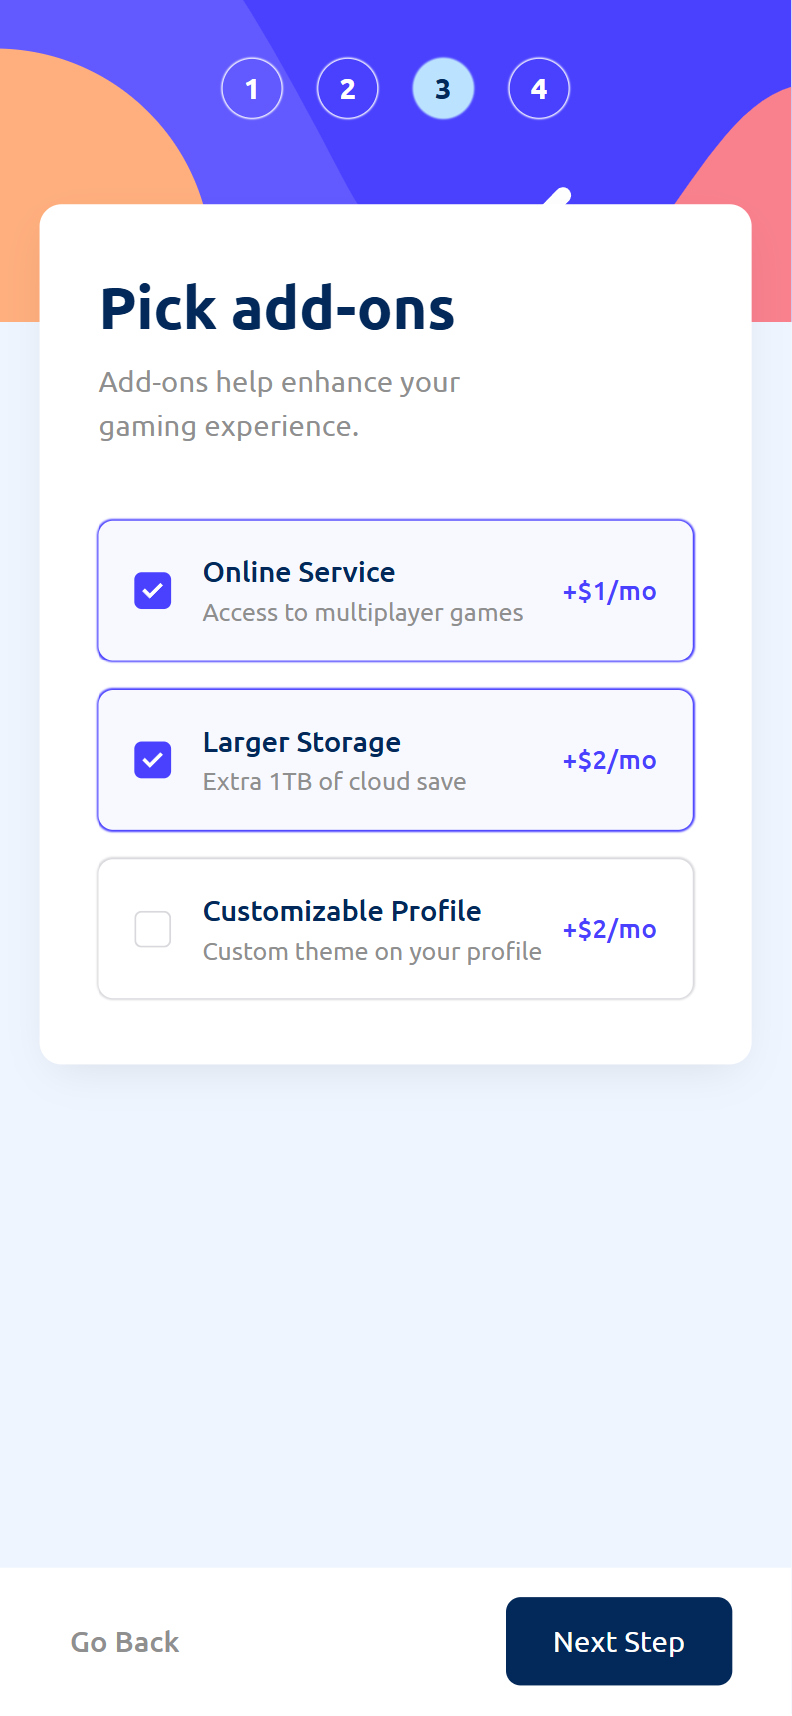 1 2 3 4
Pick add-ons
Add-ons help enhance your
gaming experience.
Online Service
Access to multiplayer games
+$1/mo
Larger Storage
Extra 1TB of cloud save
+$2/mo
Customizable Profile
Custom theme on your profile
+$2/mo
Go Back
Next Step